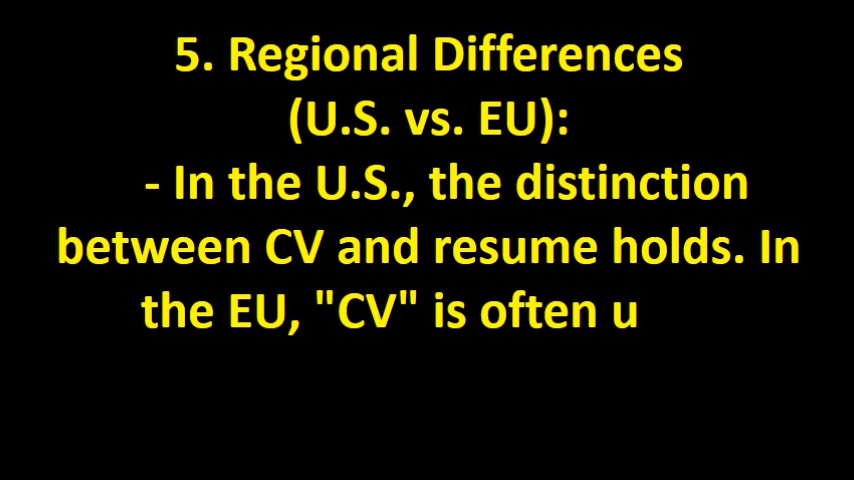 5. Regional Differences
(U.S. vs. EU):
- In the U.S., the distinction
between CV and resume holds. In
the EU, "CV" is often u